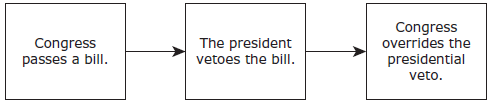 Congress
passes a bill.
The president
vetoes the bill.
Congress
overrides the
presidential
veto.